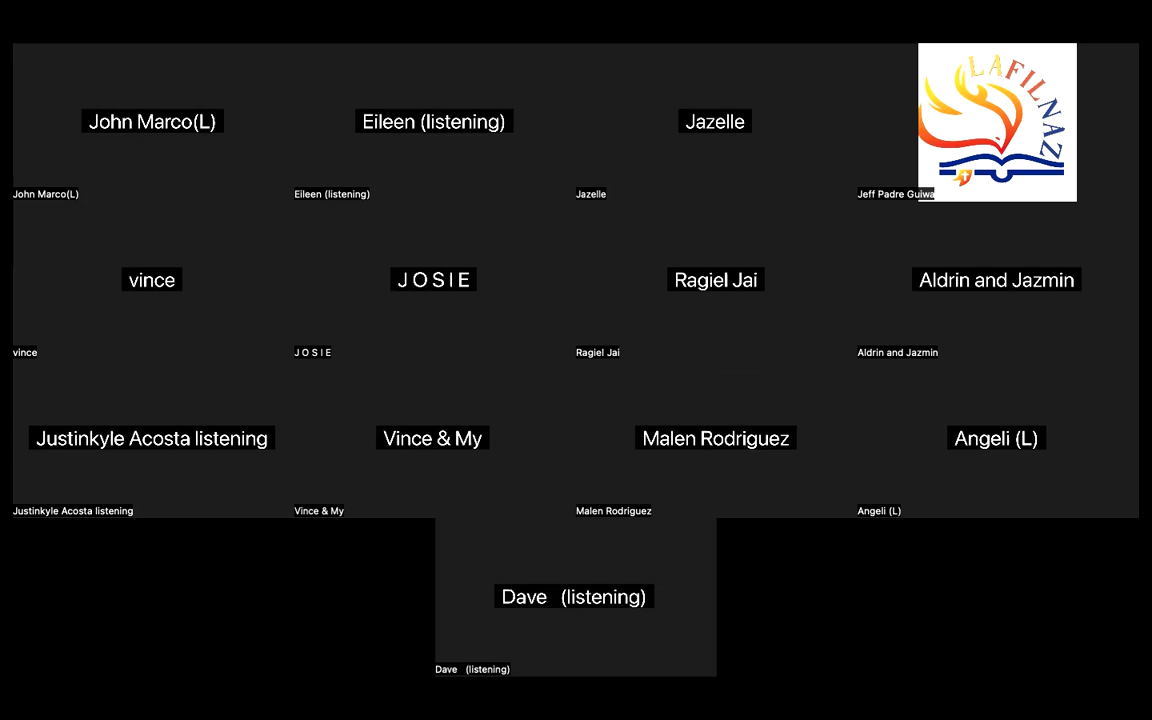 John Marco(L)
Eileen (listening)
Jazelle
LAFILNAZ
John Marco(L)
Eileen (listening)
Jazelle
Jeff Padre Guiwa
vince
J O S I E
Ragiel Jai
Aldrin and Jazmin
vince
J O S I E
Ragiel Jai
Aldrin and Jazmin
Justinkyle Acosta listening
Vince & My
Malen Rodriguez
Angeli (L)
Justinkyle Acosta listening
Vince & My
Malen Rodriguez
Angeli (L)
Dave (listening)
Dave (listening)